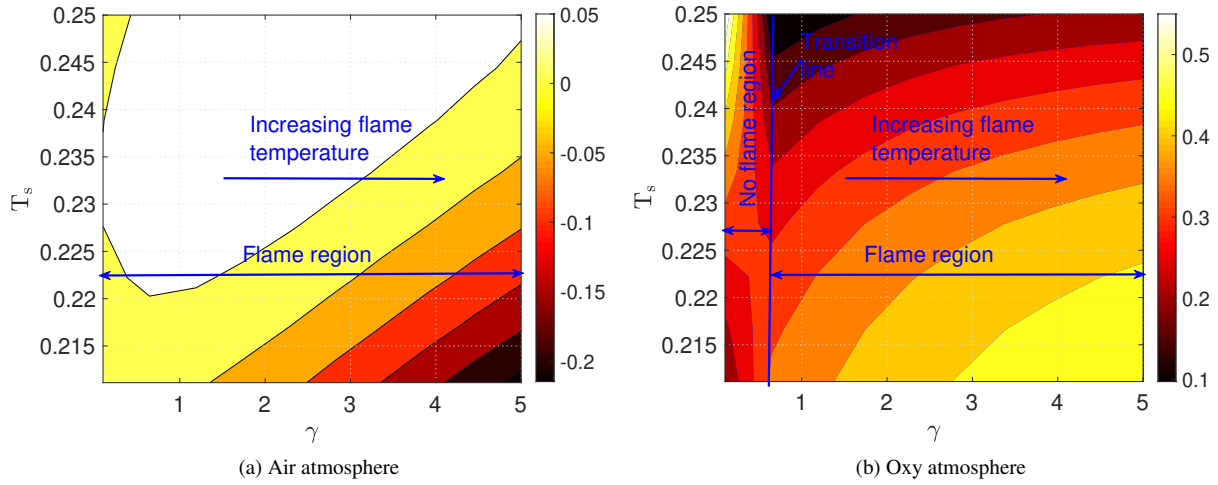 0.25
0.245
0.24
0.235
0.23
0.225
0.22
0.215
T_s
Increasing flame
temperature
Flame region
1 2 3 4 5
γ
0.05
0
-0.05
-0.1
-0.15
-0.2
(a) Air atmosphere
0.25
0.245
0.24
0.235
0.23
0.225
0.22
0.215
T_s
No flame region
Transition
line
Increasing flame
temperature
Flame region
1 2 3 4 5
γ
0.5
0.4
0.3
0.2
0.1
(b) Oxy atmosphere